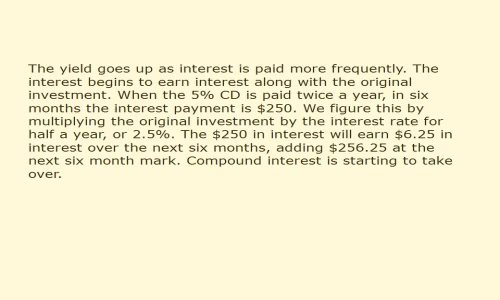 The yield goes up as interest is paid more frequently. The
interest begins to earn interest along with the original
investment. When the 5% CD is paid twice a year, in six
months the interest payment is $250. We figure this by
multiplying the original investment by the interest rate for
half a year, or 2.5%. The $250 in interest will earn $6.25 in
interest over the next six months, adding $256.25 at the
next six month mark. Compound interest is starting to take
over.